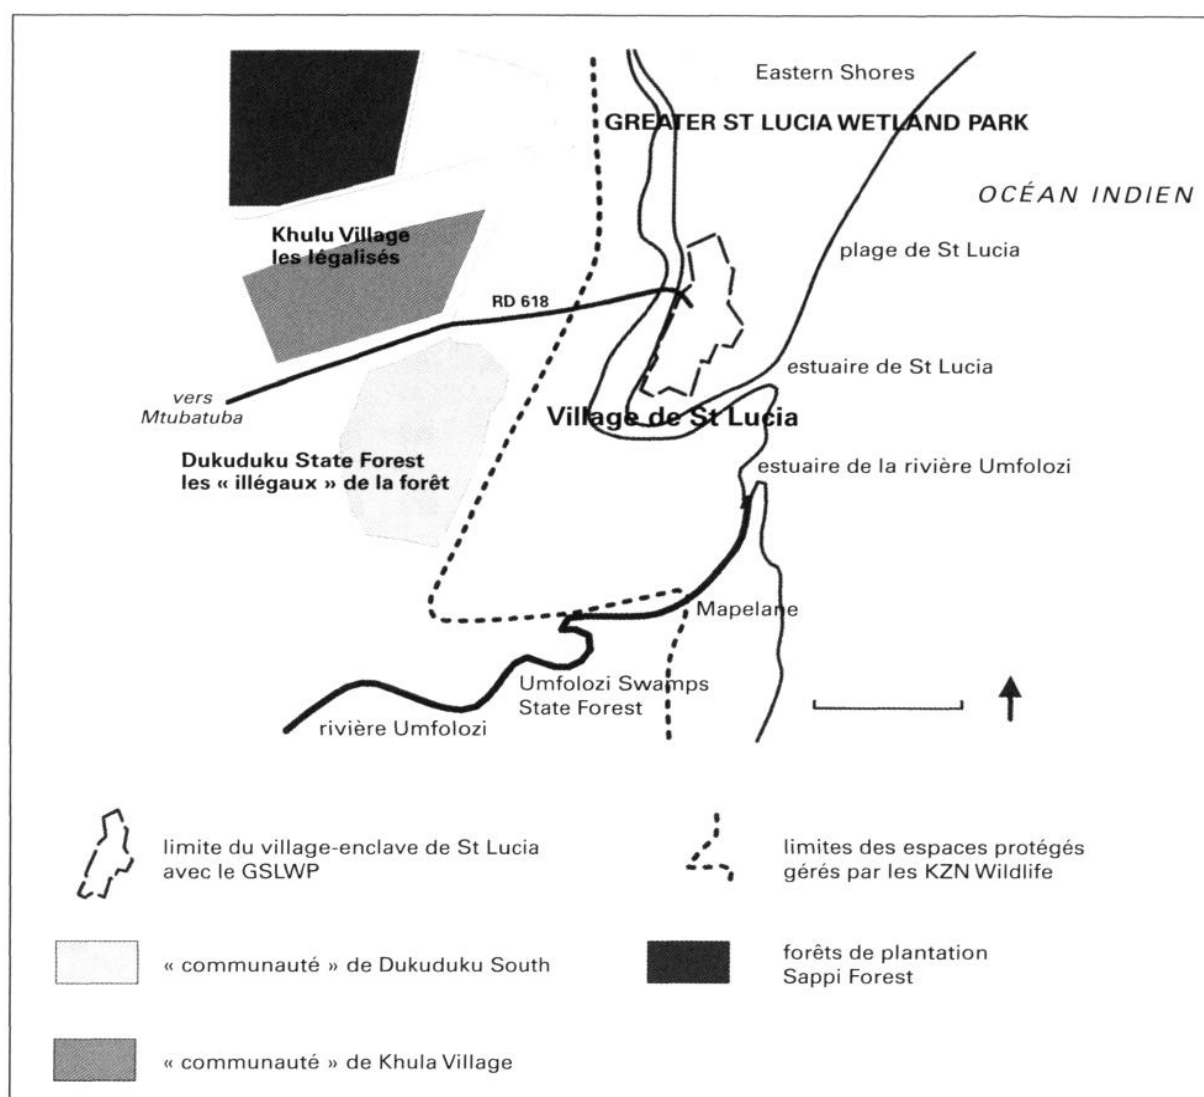 Eastern Shores
GREATER ST LUCIA WETLAND PARK
OCÉAN INDIEN
Khulu Village
les légalisés
plage de St Lucia
RD 618
estuaire de St Lucia
vers
Mtubatuba
Village de St Lucia
Dukuduku State Forest
les « illégaux » de la forêt
estuaire de la rivière Umfolozi
Mapelane
Umfolozi Swamps
State Forest
rivière Umfolozi
limite du village-enclave de St Lucia
avec le GSLWP
limites des espaces protégés
gérés par les KZN Wildlife
« communauté » de Dukuduku South
forêts de plantation
Sappi Forest
« communauté » de Khula Village